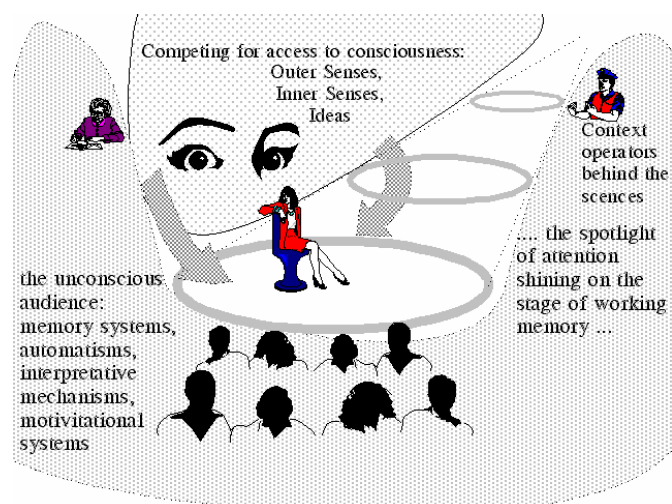 Competing for access to consciousness:
Outer Senses,
Inner Senses,
Ideas
Context
operators
behind the
scences
.... the spotlight
of attention
shining on the
stage of working
memory ...
the unconscious
audience:
memory systems,
automatisms,
interpretative
mechanisms,
motivitational
systems